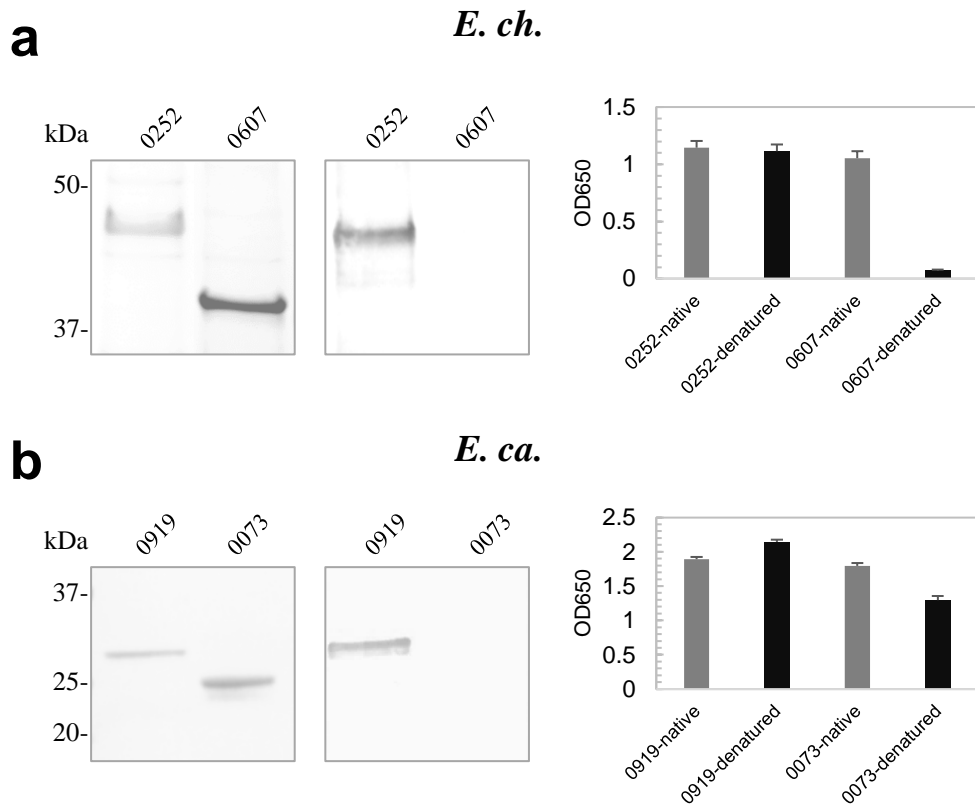 a
E. ch.
kDa
0252
0607
0252
0607
50-
37-
OD650
1.5
1
0.5
0
0252-native
0252-denatured
0607-native
0607-denatured
b
E. ca.
kDa
0919
0073
0919
0073
37-
25-
20-
OD650
2.5
2
1.5
1
0.5
0
0919-native
0919-denatured
0073-native
0073-denatured